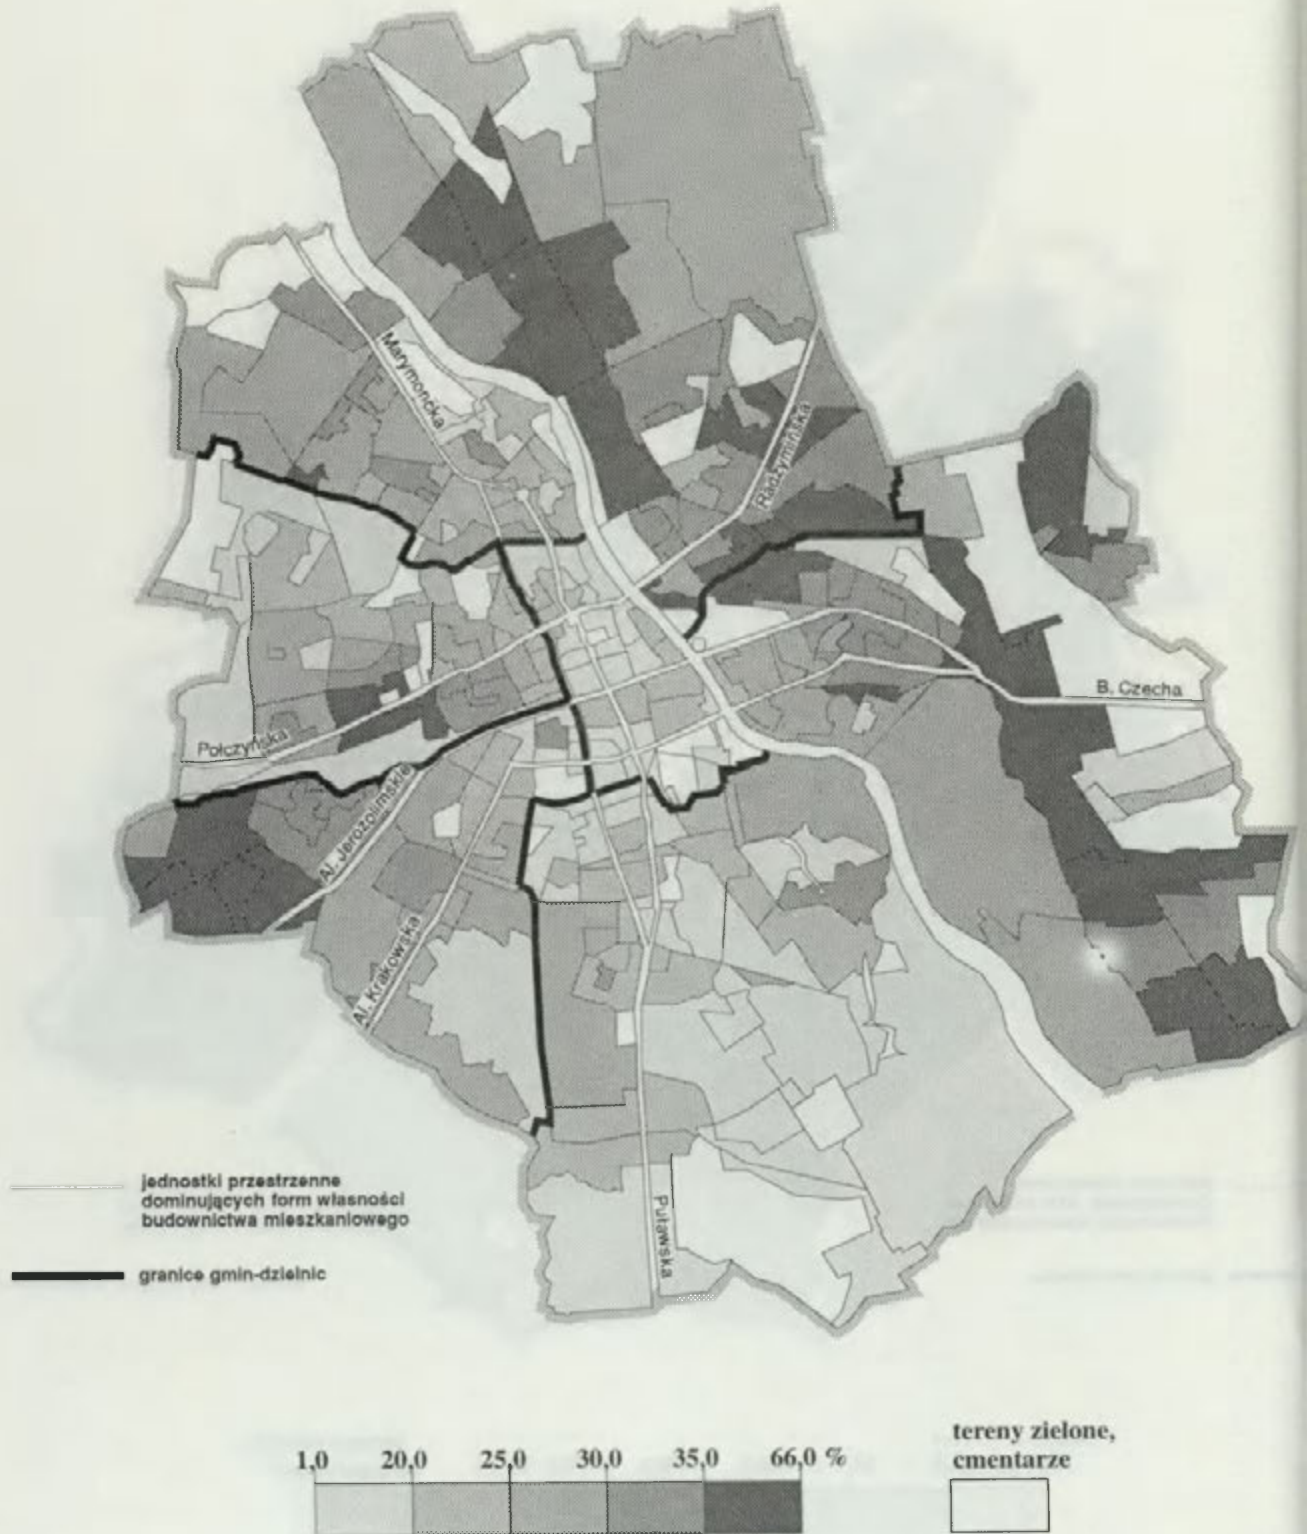 Marymoncka
Radzymińska
B. Czecha
Połczyńska
Al. Jerozolimskie
Al. Krakowska
Puławska
jednostki przestrzenne
dominujących form własności
budownictwa mieszkaniowego
granice gmin-dzielnic
1,0 20,0 25,0 30,0 35,0 66,0 %
tereny zielone,
cmentarze